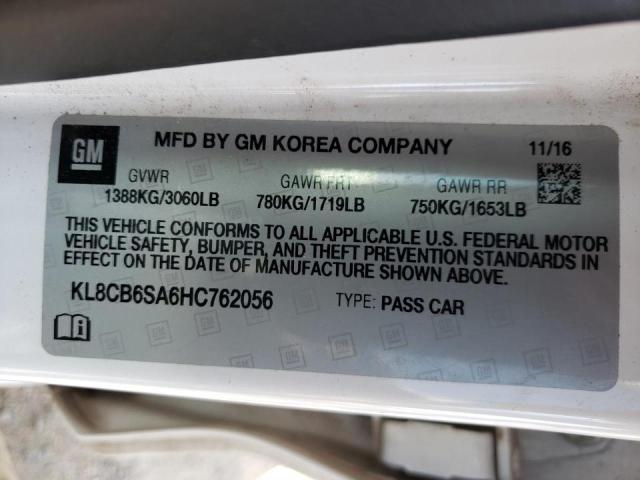 GM
MFD BY GM KOREA COMPANY 11/16
GVWR GAWR FRT GAWR RR
1388KG/3060LB 780KG/1719LB 750KG/1653LB
THIS VEHICLE CONFORMS TO ALL APPLICABLE U.S. FEDERAL MOTOR
VEHICLE SAFETY, BUMPER, AND THEFT PREVENTION STANDARDS IN
EFFECT ON THE DATE OF MANUFACTURE SHOWN ABOVE.
KL8CB6SA6HC762056 TYPE: PASS CAR